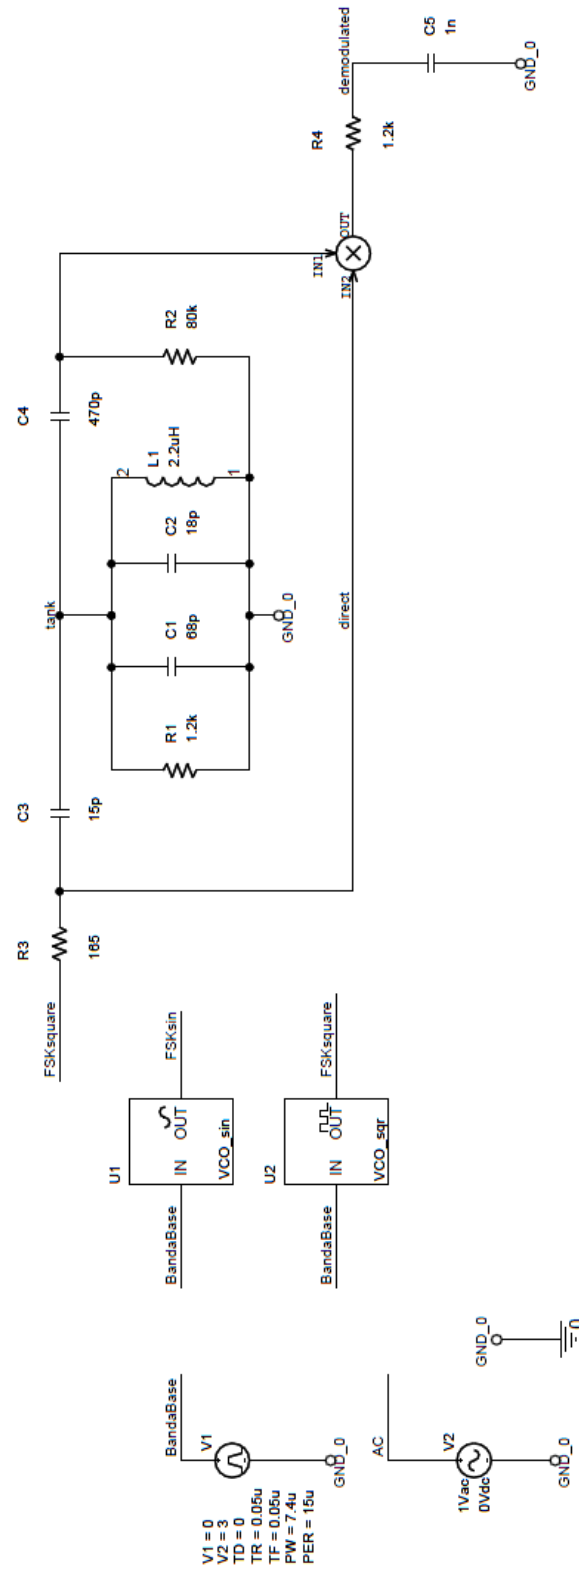 V1 = 0
V2 = 3
TD = 0
TR = 0.05u
TF = 0.05u
PW = 7.4u
PER = 15u
V1
BandaBase
GND_0
1Vac
0Vdc
V2
AC
GND_0
GND_0
0
U1
BandaBase
IN
OUT
VCO_sin
FSKsin
U2
BandaBase
IN
OUT
VCO_sqr
FSKsquare
FSKsquare
R3
165
C3
15p
tank
R1
1.2k
C1
68p
C2
18p
L1
2.2uH
2
1
GND_0
C4
470p
R2
80k
direct
IN1
IN2
OUT
R4
1.2k
demodulated
C5
1n
GND_0